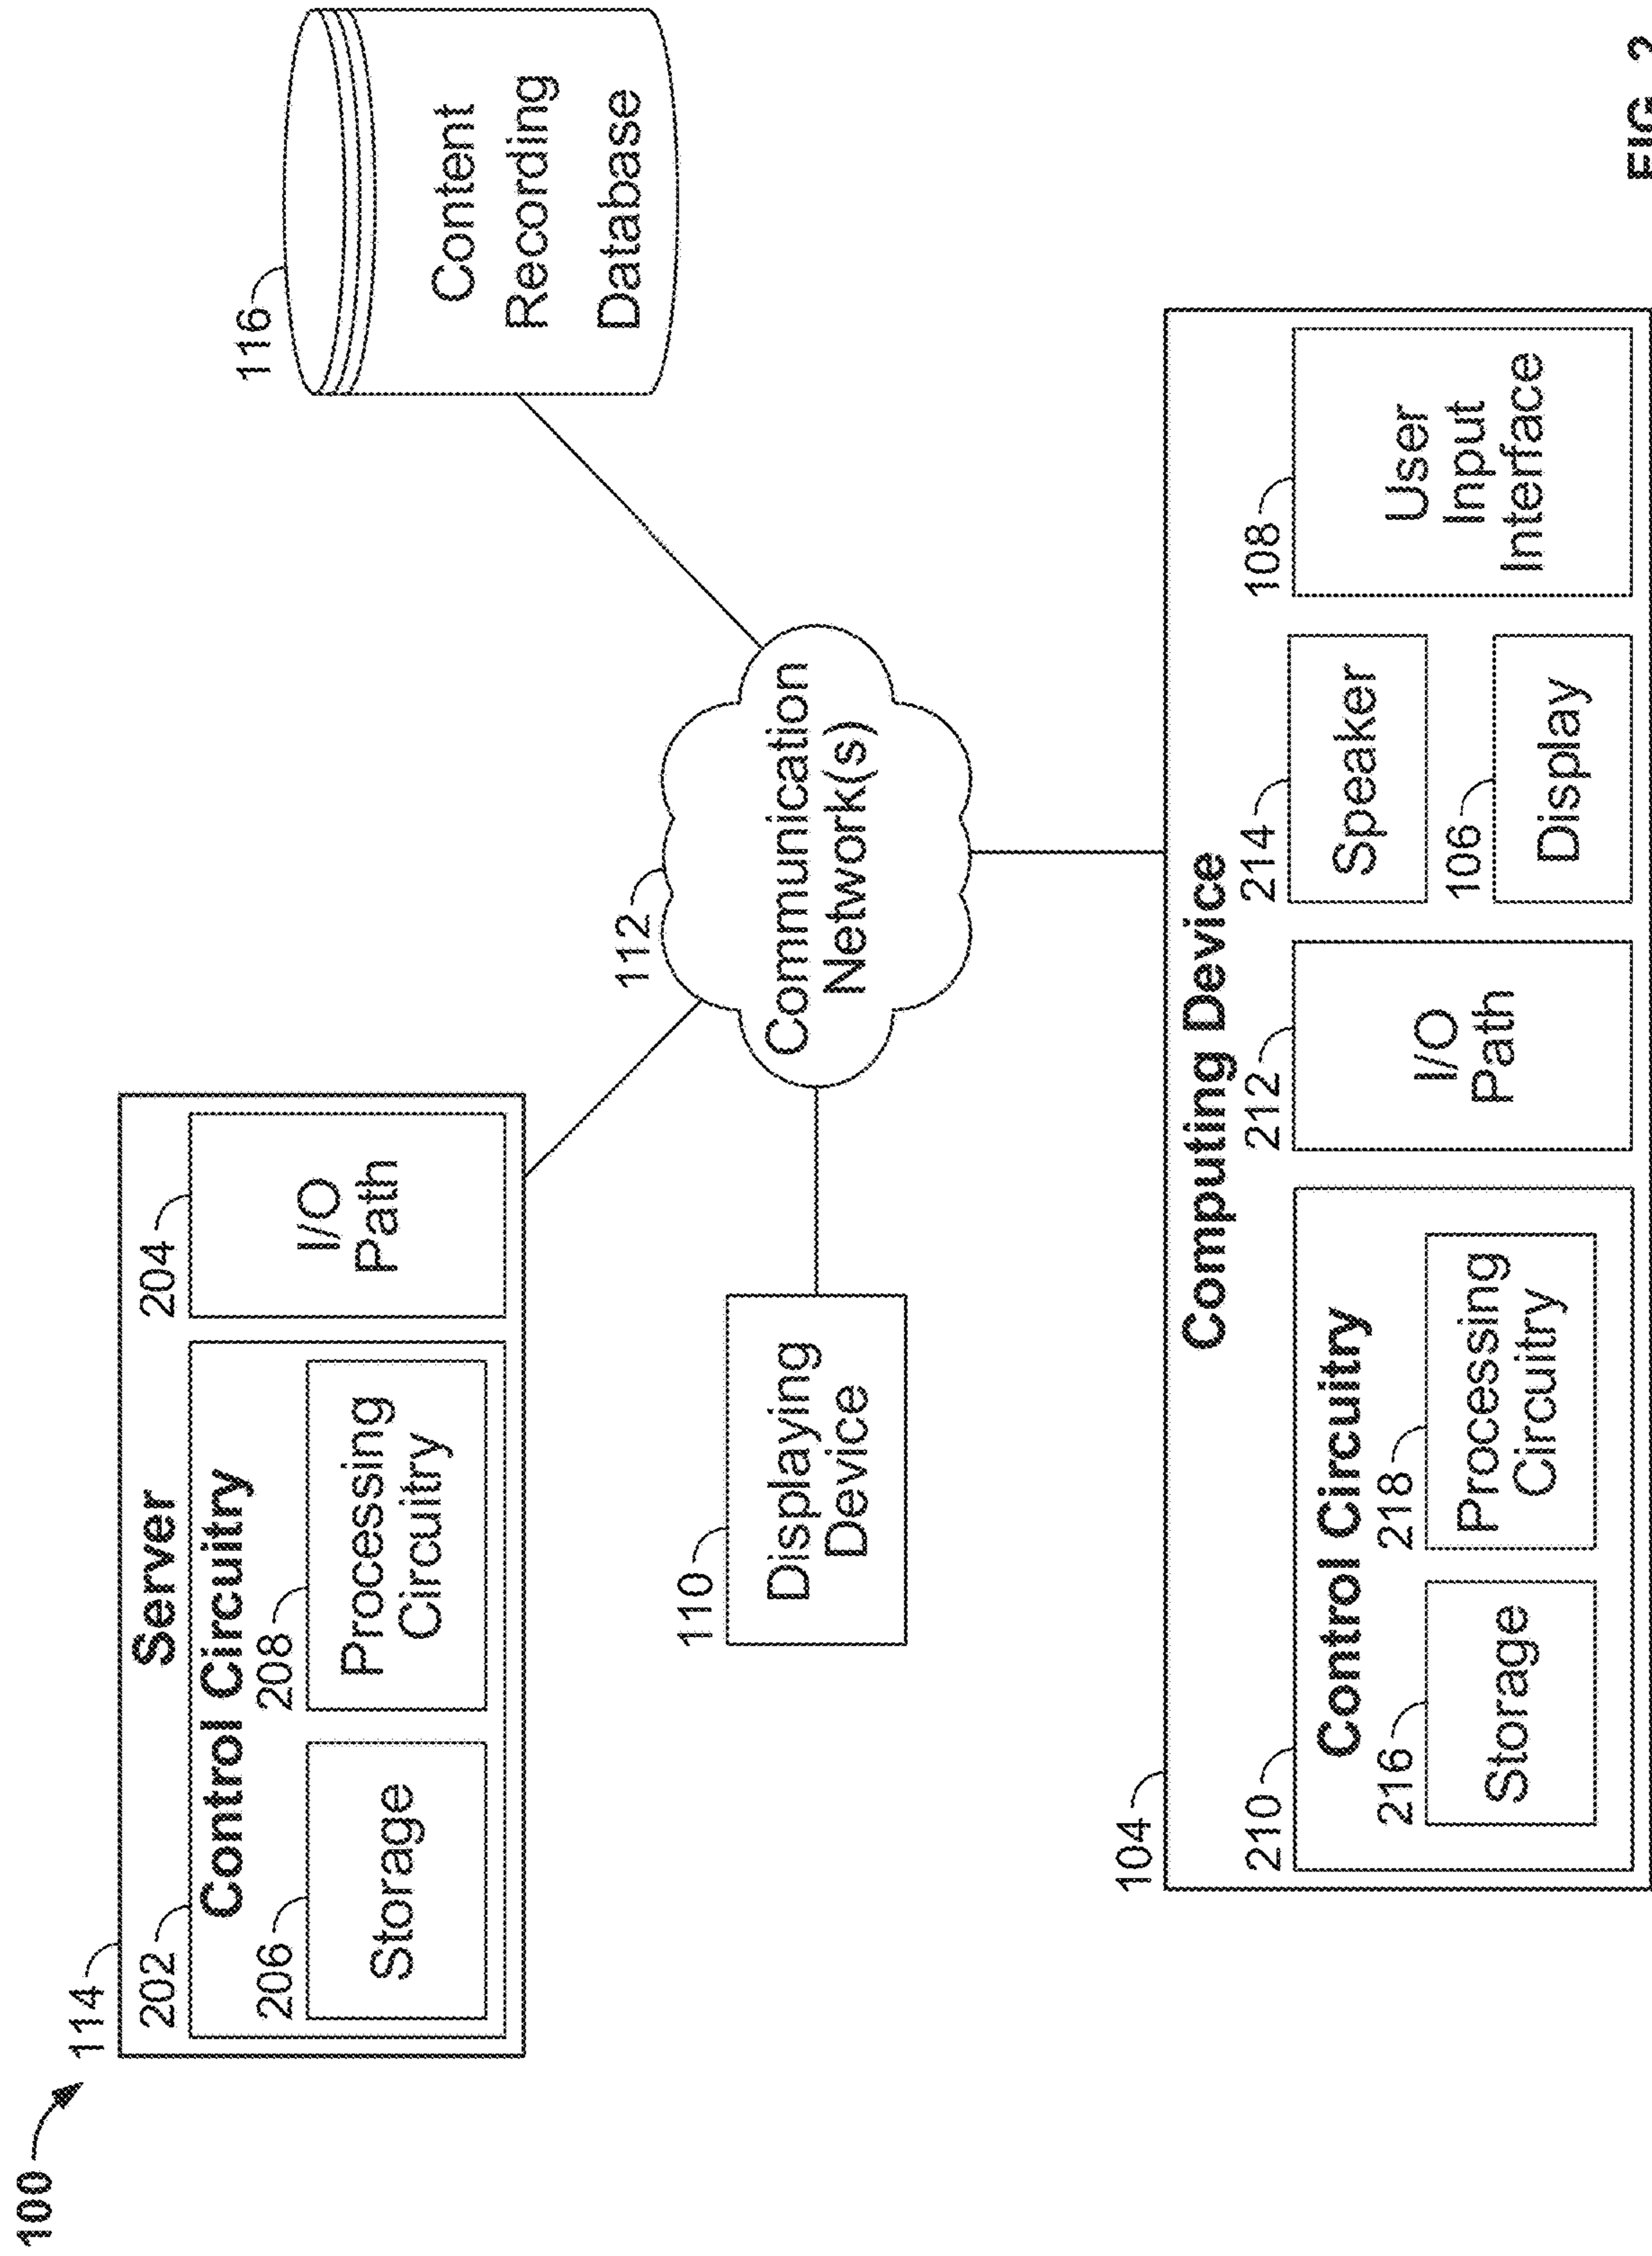 100
114
Server
202
Control Circuitry
204
206
208
Storage
Processing
Circuitry
I/O
Path
116
Content
Recording
Database
112
Communication
Network(s)
110
Displaying
Device
104
Computing Device
210
Control Circuitry
216
218
Storage
Processing
Circuitry
212
I/O
Path
214
Speaker
106
Display
108
User
Input
Interface
FIG. 2